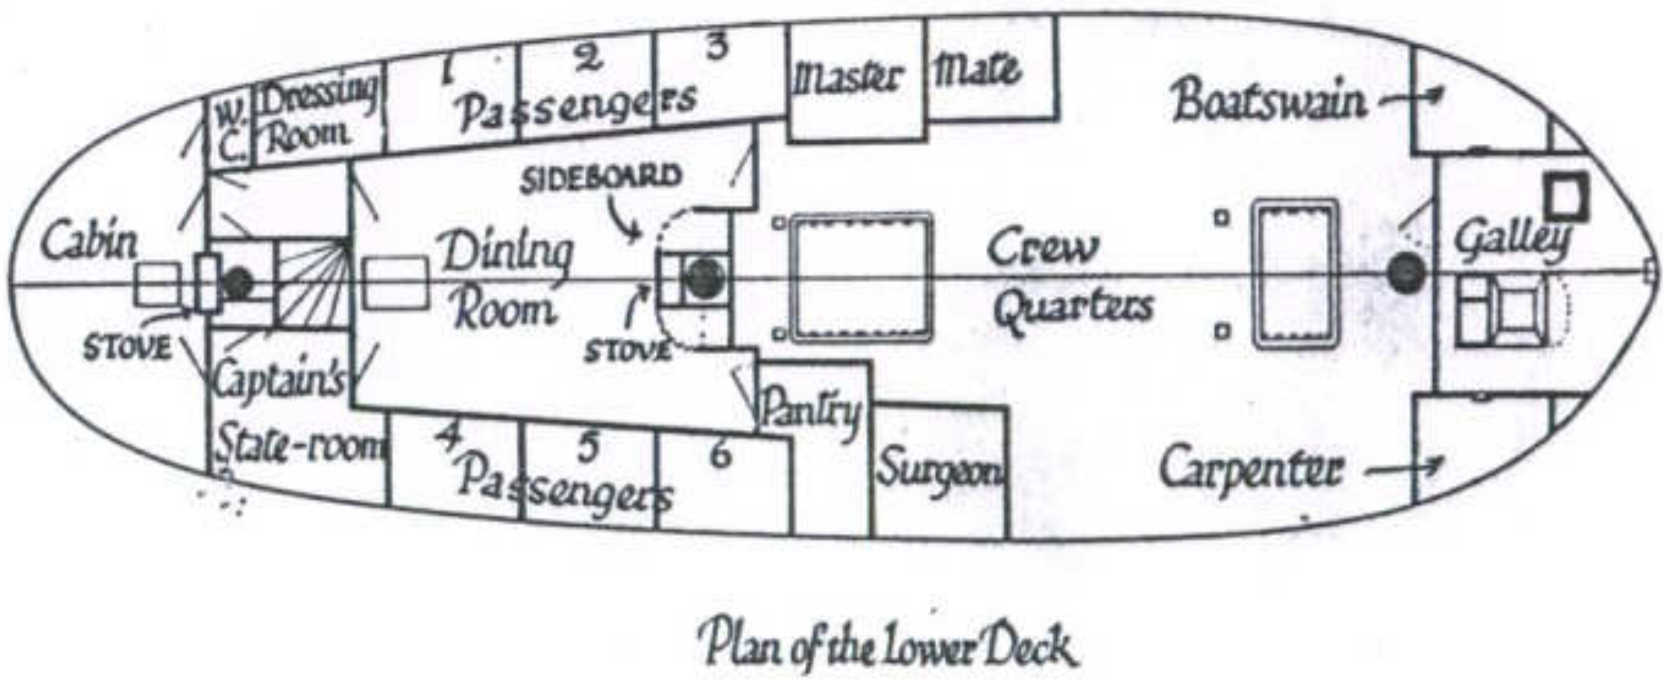 W.
C.
Dressing
Room
1
2
3
Passengers
Master
Mate
Boatswain
SIDEBOARD
Cabin
Dining
Room
Crew
Quarters
Galley
STOVE
STOVE
Captain's
State-room
Pantry
4
5
6
Passengers
Surgeon
Carpenter
Plan of the Lower Deck